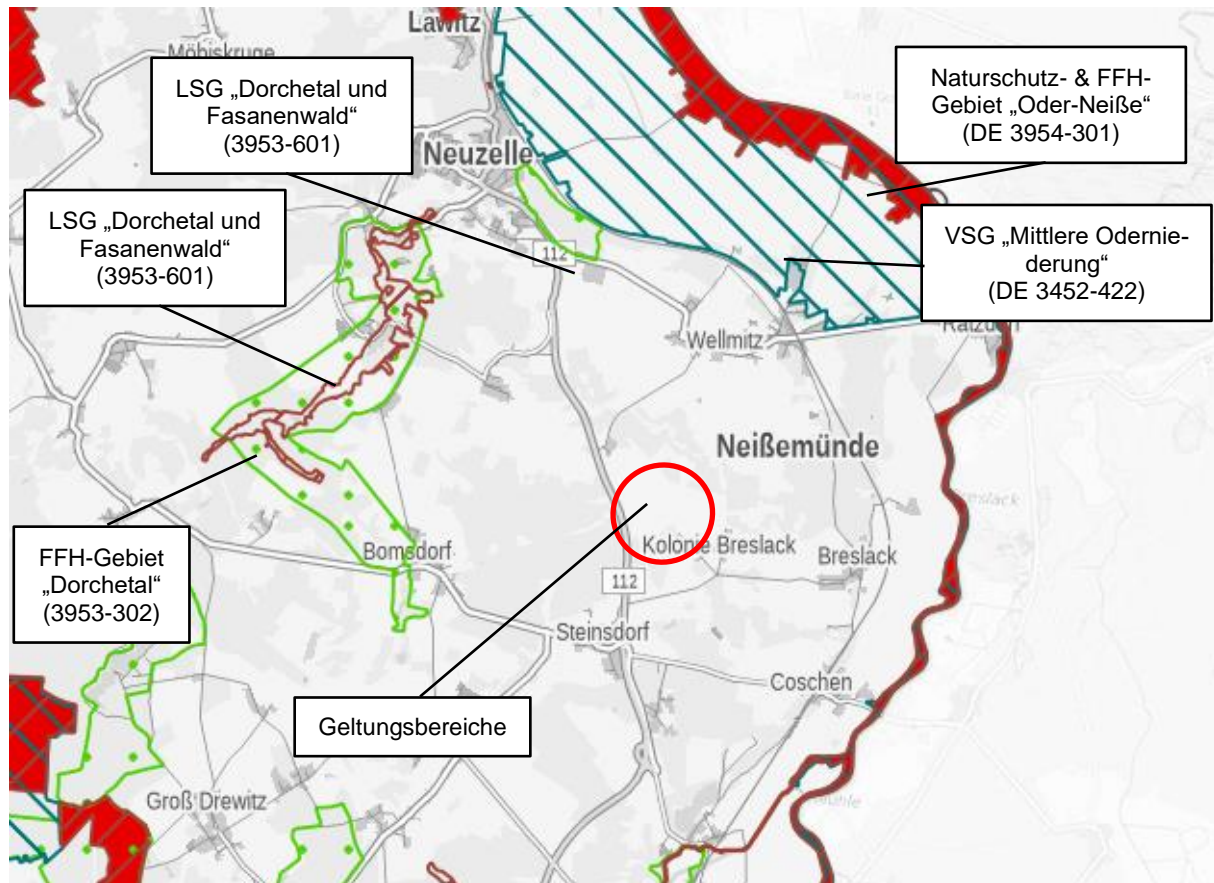 Lawitz
Möbiskruge
LSG „Dorchetal und
Fasanenwald“
(3953-601)
Naturschutz- & FFH-
Gebiet „Oder-Neiße“
(DE 3954-301)
Neuzelle
LSG „Dorchetal und
Fasanenwald“
(3953-601)
VSG „Mittlere Odernie-
derung“
(DE 3452-422)
112
Wellmitz
Ratzdorf
Neißemünde
FFH-Gebiet
„Dorchetal“
(3953-302)
Breslack
Kolonie Breslack
Bomsdorf
Breslack
112
Steinsdorf
Coschen
Geltungsbereiche
Groß Drewitz